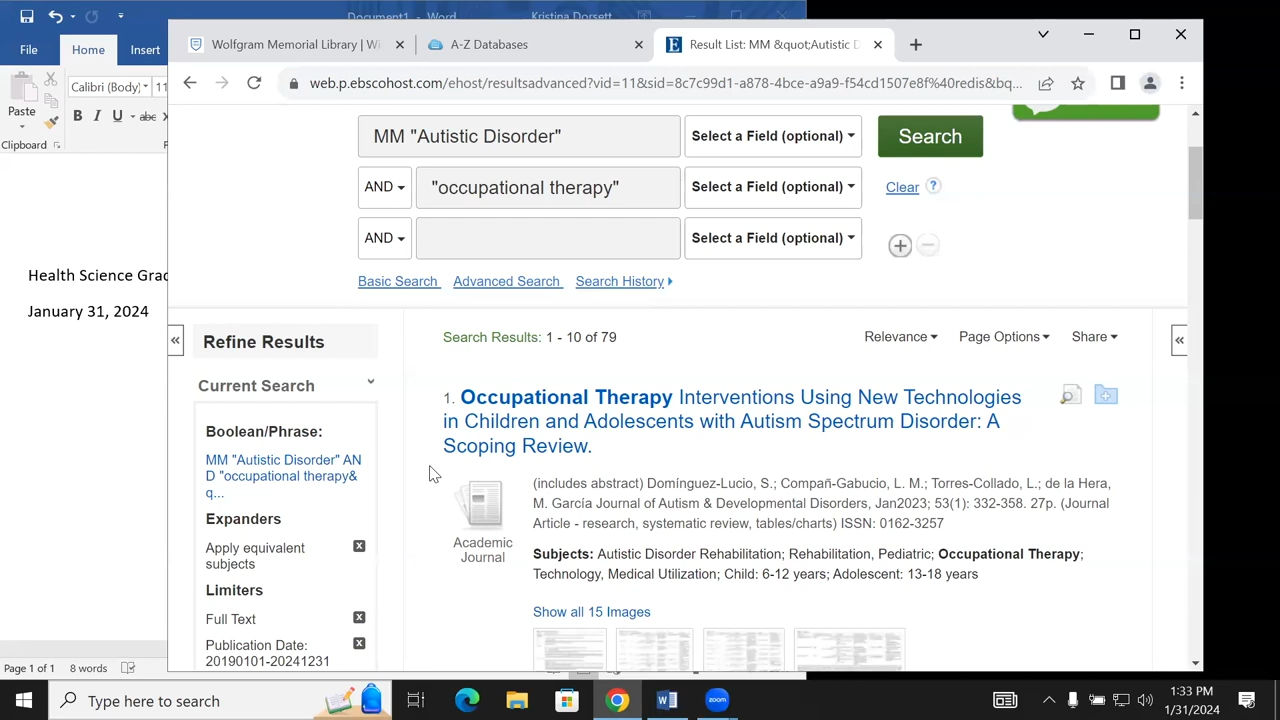 Document1 - Word
Kristina Dorsett
File
Home
Insert
Paste
Calibri (Body)
11
B I U abc
Clipboard
Health Science Grad
January 31, 2024
Page 1 of 1
8 words
Wolfgram Memorial Library | Wi
A-Z Databases
Result List: MM &quot;Autistic D
web.p.ebscohost.com/ehost/resultsadvanced?vid=11&sid=8c7c99d1-a878-4bce-a9a9-f54cd1507e8f%40redis&bq...
MM "Autistic Disorder"
Select a Field (optional)
Search
AND
"occupational therapy"
Select a Field (optional)
Clear
?
AND
Select a Field (optional)
Basic Search
Advanced Search
Search History
Refine Results
Search Results: 1 - 10 of 79
Relevance
Page Options
Share
Current Search
Boolean/Phrase:
MM "Autistic Disorder" AN
D "occupational therapy&
q...
Expanders
Apply equivalent
subjects
Limiters
Full Text
Publication Date:
20190101-20241231
1. Occupational Therapy Interventions Using New Technologies
in Children and Adolescents with Autism Spectrum Disorder: A
Scoping Review.
Academic
Journal
(includes abstract) Domínguez-Lucio, S.; Compañ-Gabucio, L. M.; Torres-Collado, L.; de la Hera,
M. García Journal of Autism & Developmental Disorders, Jan2023; 53(1): 332-358. 27p. (Journal
Article - research, systematic review, tables/charts) ISSN: 0162-3257
Subjects: Autistic Disorder Rehabilitation; Rehabilitation, Pediatric; Occupational Therapy;
Technology, Medical Utilization; Child: 6-12 years; Adolescent: 13-18 years
Show all 15 Images
Type here to search
zoom
1:33 PM
1/31/2024